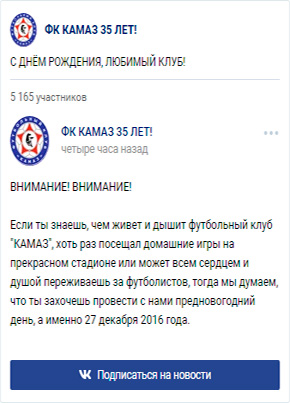 ФК КАМАЗ 35 ЛЕТ!
С ДНЁМ РОЖДЕНИЯ, ЛЮБИМЫЙ КЛУБ!
5 165 участников
ФК КАМАЗ 35 ЛЕТ!
четыре часа назад
ВНИМАНИЕ! ВНИМАНИЕ!
Если ты знаешь, чем живет и дышит футбольный клуб
"КАМАЗ", хоть раз посещал домашние игры на
прекрасном стадионе или может всем сердцем и
душой переживаешь за футболистов, тогда мы думаем,
что ты захочешь провести с нами предновогодний
день, а именно 27 декабря 2016 года.
Подписаться на новости